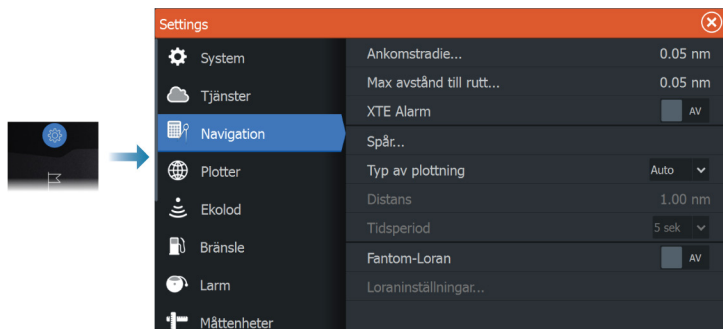 Settings
System
Tjänster
Navigation
Plotter
Ekolod
Bränsle
Larm
Måttenheter
Ankomstradie... 0.05 nm
Max avstånd till rutt... 0.05 nm
XTE Alarm AV
Spår...
Typ av plottning Auto
Distans 1.00 nm
Tidsperiod 5 sek
Fantom-Loran AV
Loraninställningar...